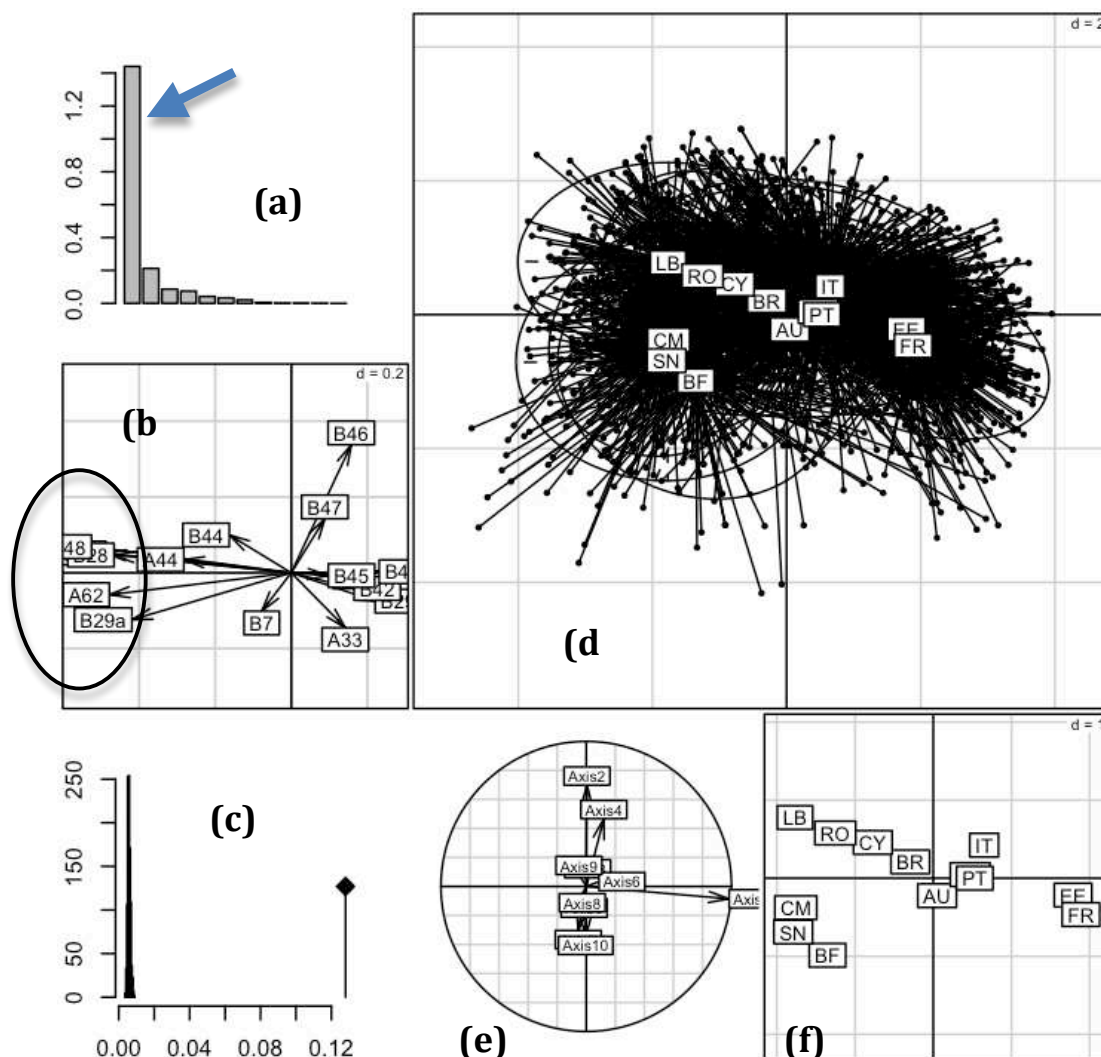 (a)
1.2
0.8
0.4
0.0
d = 2
LB
RO
CY
BR
IT
PT
AU
FR
CM
SN
BF
(d
(b
d = 0.2
B46
B47
B44
48
B28
A44
B45
B4
B42
A62
B29a
B7
A33
(c)
250
150
50
0
0.00
0.04
0.08
0.12
Axis2
Axis4
Axis9
Axis6
Axis
Axis8
Axis10
(e)
d = 1
LB
RO
CY
BR
IT
PT
AU
FR
CM
SN
BF
(f)